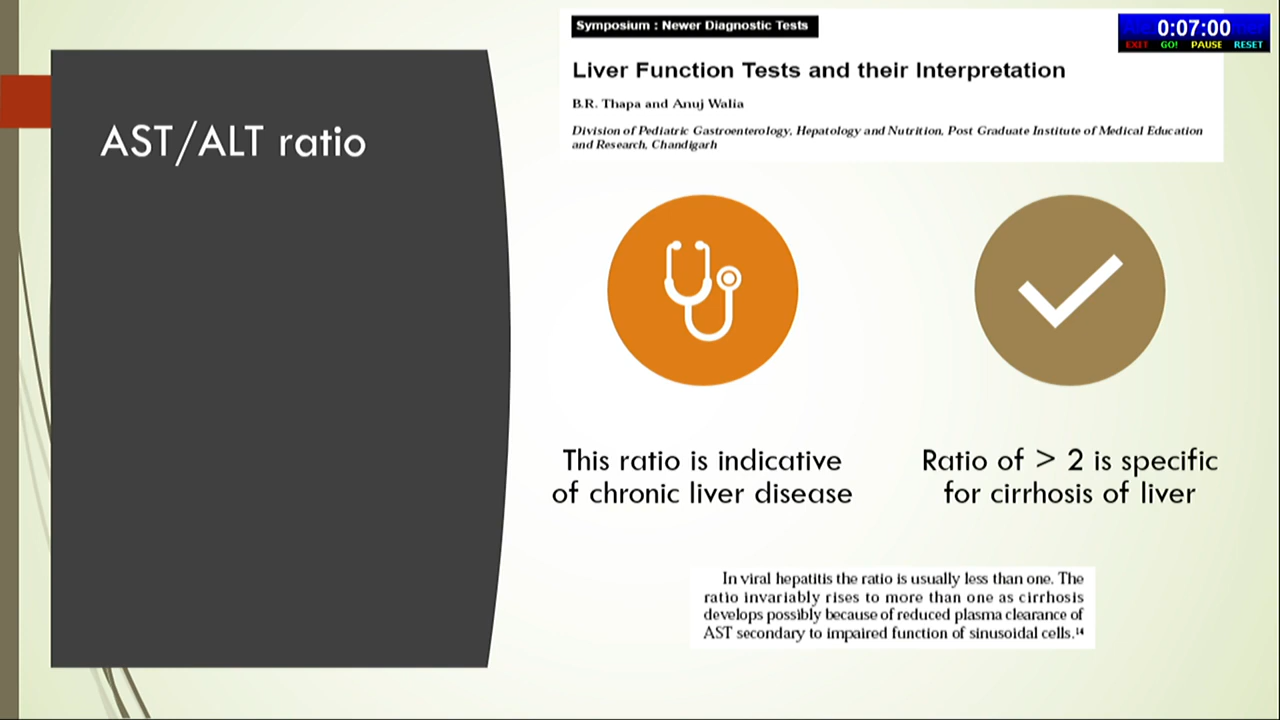 Symposium : Newer Diagnostic Tests
0:07:00
EXIT GO! PAUSE RESET
Liver Function Tests and their Interpretation
B.R. Thapa and Anuj Walia
Division of Pediatric Gastroenterology, Hepatology and Nutrition, Post Graduate Institute of Medical Education
and Research, Chandigarh
AST/ALT ratio
This ratio is indicative
of chronic liver disease
Ratio of > 2 is specific
for cirrhosis of liver
In viral hepatitis the ratio is usually less than one. The
ratio invariably rises to more than one as cirrhosis
develops possibly because of reduced plasma clearance of
AST secondary to impaired function of sinusoidal cells.¹⁴